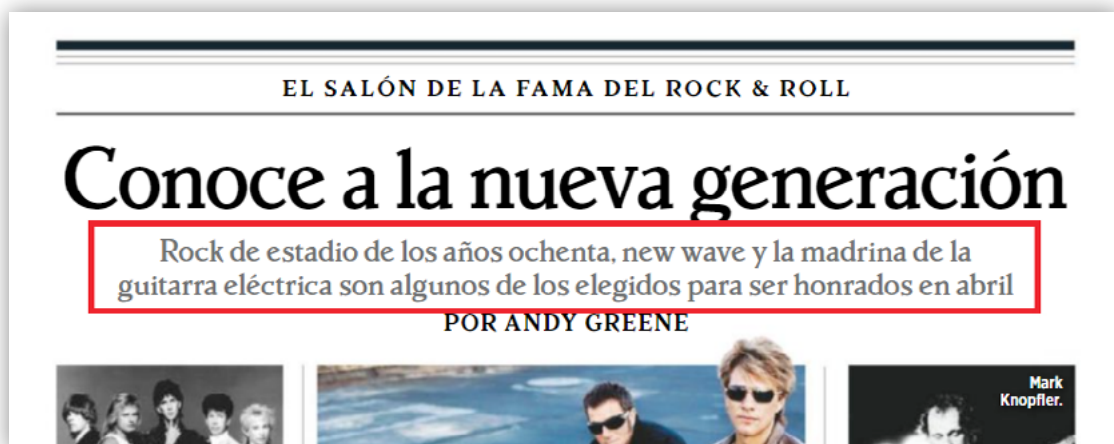 EL SALÓN DE LA FAMA DEL ROCK & ROLL
Conoce a la nueva generación
Rock de estadio de los años ochenta, new wave y la madrina de la
guitarra eléctrica son algunos de los elegidos para ser honrados en abril
POR ANDY GREENE
Mark
Knopfler.